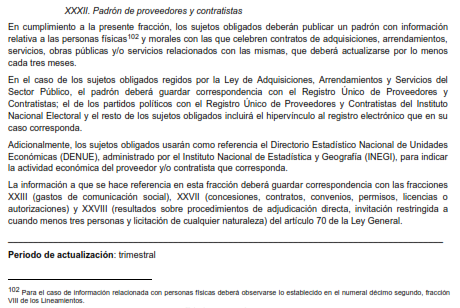 XXXII. Padrón de proveedores y contratistas
En cumplimiento a la presente fracción, los sujetos obligados deberán publicar un padrón con información
relativa a las personas físicas¹⁰² y morales con las que celebren contratos de adquisiciones, arrendamientos,
servicios, obras públicas y/o servicios relacionados con las mismas, que deberá actualizarse por lo menos
cada tres meses.
En el caso de los sujetos obligados regidos por la Ley de Adquisiciones, Arrendamientos y Servicios del
Sector Público, el padrón deberá guardar correspondencia con el Registro Único de Proveedores y
Contratistas; el de los partidos políticos con el Registro Único de Proveedores y Contratistas del Instituto
Nacional Electoral y el resto de los sujetos obligados incluirá el hipervínculo al registro electrónico que en su
caso corresponda.
Adicionalmente, los sujetos obligados usarán como referencia el Directorio Estadístico Nacional de Unidades
Económicas (DENUE), administrado por el Instituto Nacional de Estadística y Geografía (INEGI), para indicar
la actividad económica del proveedor y/o contratista que corresponda.
La información a que se hace referencia en esta fracción deberá guardar correspondencia con las fracciones
XXIII (gastos de comunicación social), XXVII (concesiones, contratos, convenios, permisos, licencias o
autorizaciones) y XXVIII (resultados sobre procedimientos de adjudicación directa, invitación restringida a
cuando menos tres personas y licitación de cualquier naturaleza) del artículo 70 de la Ley General.
Periodo de actualización: trimestral
¹⁰² Para el caso de información relacionada con personas físicas deberá observarse lo establecido en el numeral décimo segundo, fracción
VIII de los Lineamientos.